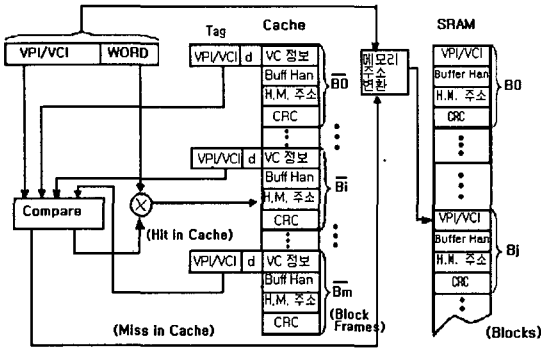 Tag Cache SRAM
VPI/VCI WORD
VPI/VCI d VC 정보
Buff Han
H.M. 주소
CRC
B0
메모리
주소
변환
VPI/VCI
Buffer Han
H.M. 주소
CRC
B0
VPI/VCI d VC 정보
Buff Han
H.M. 주소
CRC
Bi
Compare
(Hit in Cache)
VPI/VCI
Buffer Han
H.M. 주소
CRC
Bj
VPI/VCI d VC 정보
Buff Han
H.M. 주소
CRC
Bm
(Block
Frames)
(Miss in Cache)
(Blocks)